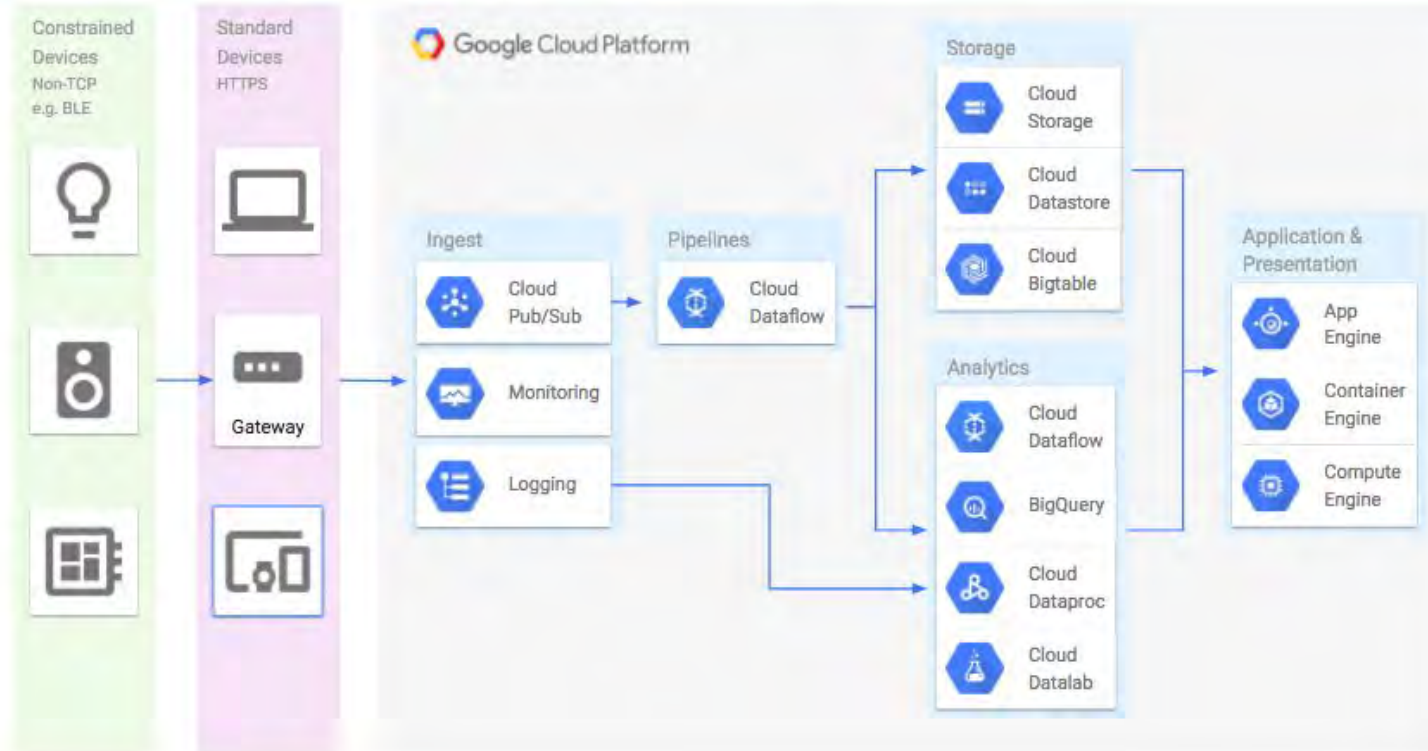 Constrained
Devices
Non-TCP
e.g. BLE
Standard
Devices
HTTPS
Gateway
Google Cloud Platform
Ingest
Cloud
Pub/Sub
Monitoring
Logging
Pipelines
Cloud
Dataflow
Storage
Cloud
Storage
Cloud
Datastore
Cloud
Bigtable
Analytics
Cloud
Dataflow
BigQuery
Cloud
Dataproc
Cloud
Datalab
Application &
Presentation
App
Engine
Container
Engine
Compute
Engine